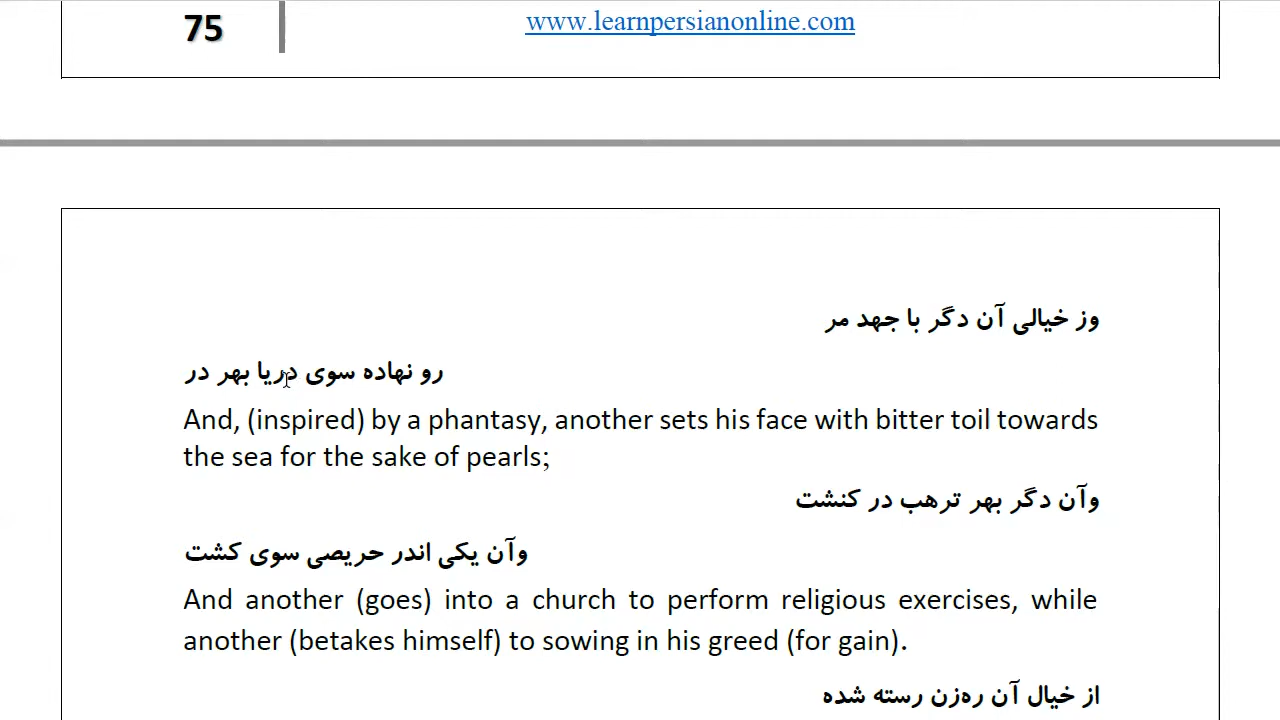 75
www.learnpersianonline.com
وز خیالی آن دگر با جهد مر
رو نهاده سوی دریا بهر در
And, (inspired) by a phantasy, another sets his face with bitter toil towards
the sea for the sake of pearls;
وآن دگر بهر ترهب در کنشت
وآن یکی اندر حریصی سوی کشت
And another (goes) into a church to perform religious exercises, while
another (betakes himself) to sowing in his greed (for gain).
از خیال آن ره‌زن رسته شده